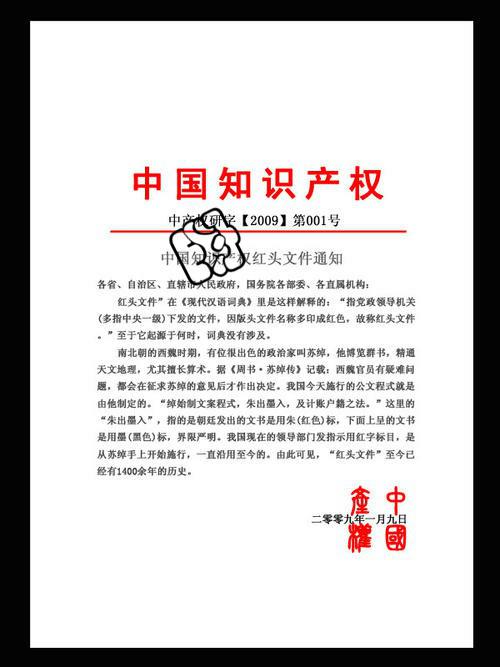 中国知识产权
中产权研字【2009】第001号
中国知识产权红头文件通知
各省、自治区、直辖市人民政府，国务院各部委、各直属机构：
红头文件”在《现代汉语词典》里是这样解释的：“指党政领导机关
(多指中央一级)下发的文件，因版头文件名称多印成红色，故称红头文件
。”至于它起源于何时，词典没有涉及。
南北朝的西魏时期，有位很出色的政治家叫苏绰，他博览群书，精通
天文地理，尤其擅长算术。据《周书·苏绰传》记载：西魏官员有疑难问
题，都会在征求苏绰的意见后才作出决定。我国今天施行的公文程式就是
由他制定的。“绰始制文案程式，朱出墨入，及计账户籍之法。”这里的
“朱出墨入”，指的是朝廷发出的文书是用朱(红色)标，下面上呈的文书
是用墨(黑色)标，界限严明。我国现在的领导部门发指示用红字标目，是
从苏绰手上开始施行，一直沿用至今的。由此可见，“红头文件”至今已
经有1400余年的历史。
中國
產權
二零零九年一月九日